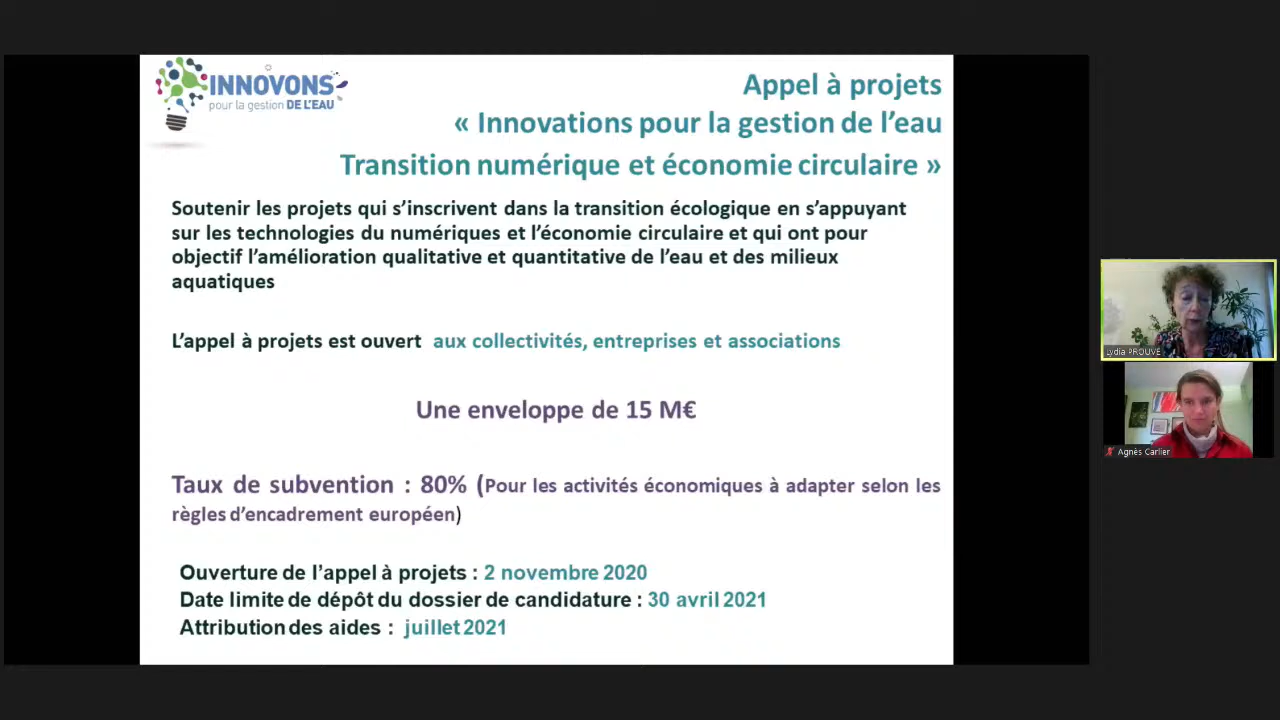 INNOVONS
pour la gestion DE L'EAU
Appel à projets
« Innovations pour la gestion de l'eau
Transition numérique et économie circulaire »
Soutenir les projets qui s'inscrivent dans la transition écologique en s'appuyant
sur les technologies du numériques et l'économie circulaire et qui ont pour
objectif l'amélioration qualitative et quantitative de l'eau et des milieux
aquatiques
L'appel à projets est ouvert aux collectivités, entreprises et associations
Une enveloppe de 15 M€
Taux de subvention : 80% (Pour les activités économiques à adapter selon les
règles d'encadrement européen)
Ouverture de l'appel à projets : 2 novembre 2020
Date limite de dépôt du dossier de candidature : 30 avril 2021
Attribution des aides : juillet 2021
Lydia PROUVE
Agnès Carlier